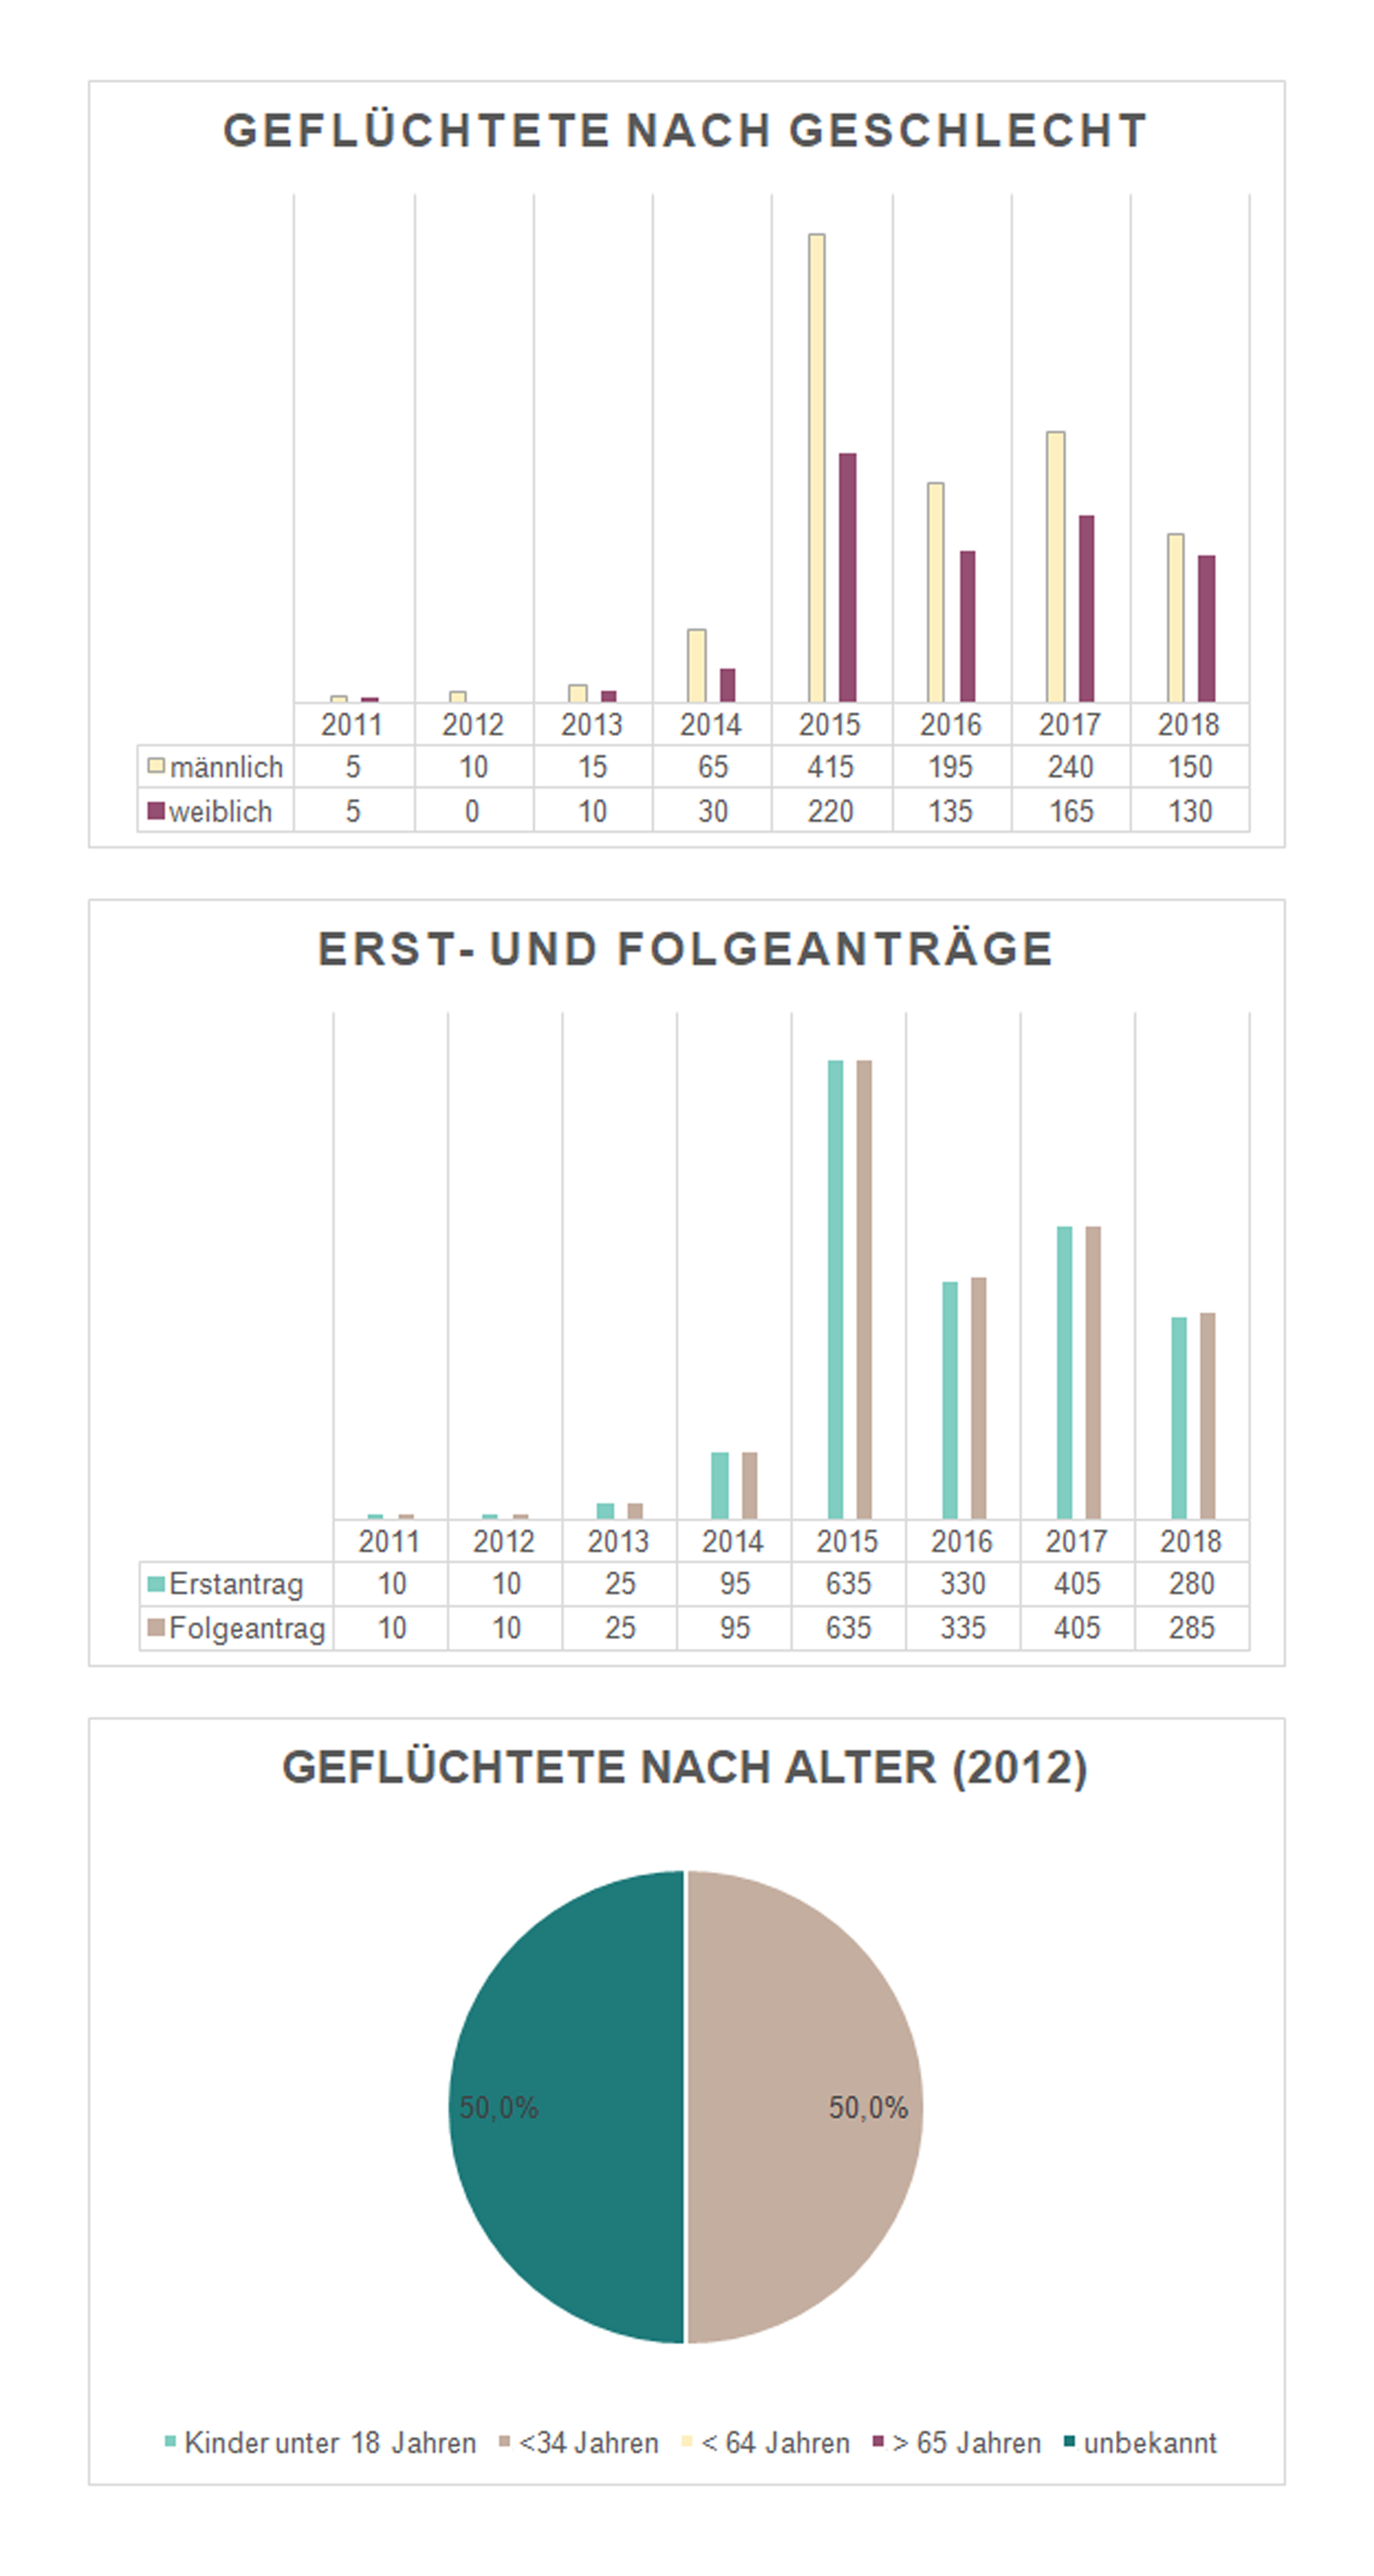 GEFLÜCHTETE NACH GESCHLECHT
2011 2012 2013 2014 2015 2016 2017 2018
männlich 5 10 15 65 415 195 240 150
weiblich 5 0 10 30 220 135 165 130
ERST- UND FOLGEANTRÄGE
2011 2012 2013 2014 2015 2016 2017 2018
Erstantrag 10 10 25 95 635 330 405 280
Folgeantrag 10 10 25 95 635 335 405 285
GEFLÜCHTETE NACH ALTER (2012)
50,0% 50,0%
Kinder unter 18 Jahren <34 Jahren < 64 Jahren > 65 Jahren unbekannt